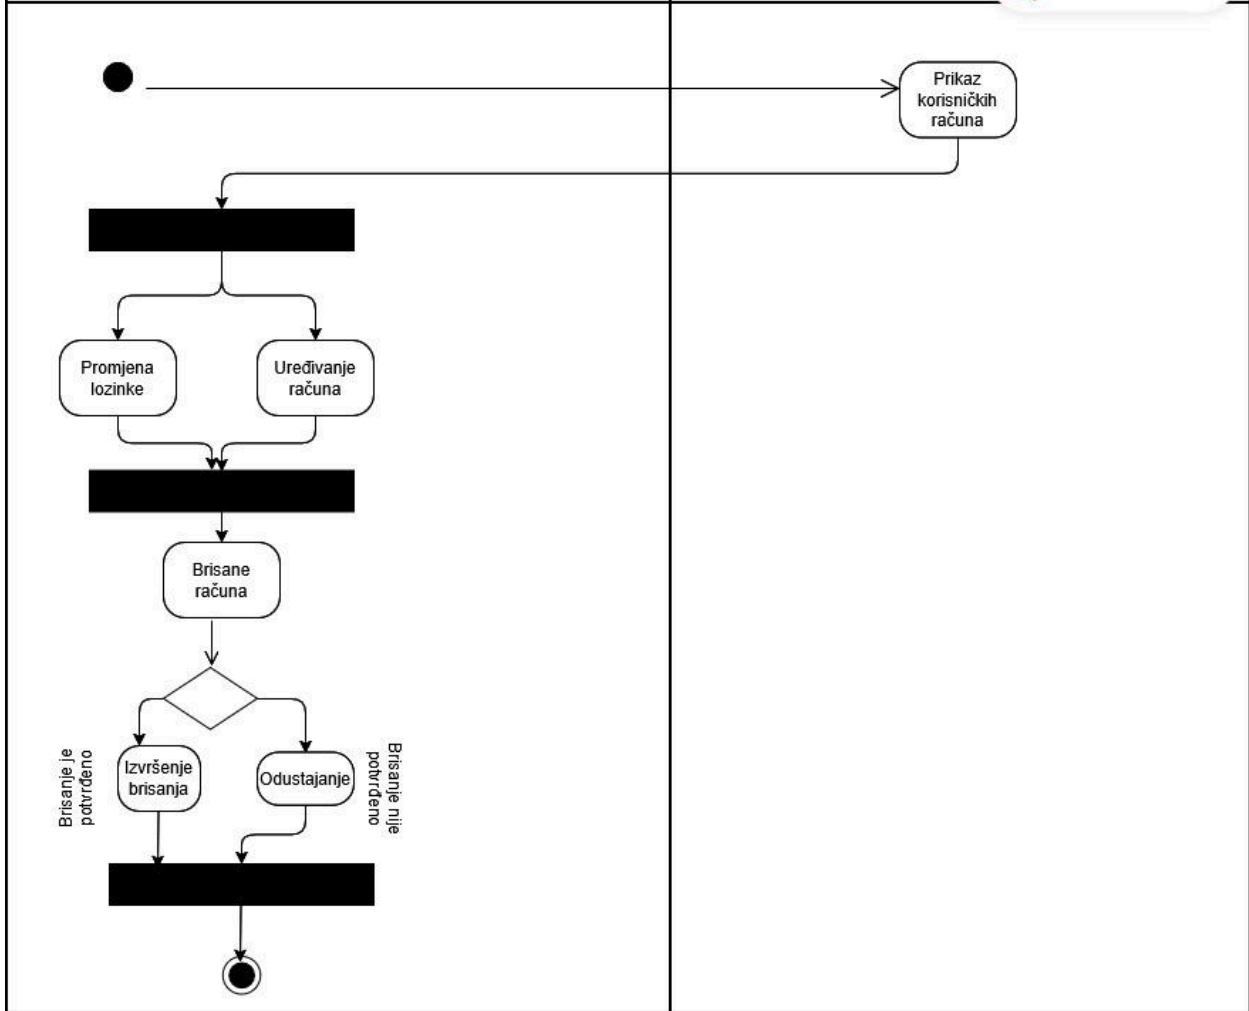 Prikaz
korisničkih
računa
Promjena
lozinke
Uređivanje
računa
Brisane
računa
Brisanje je
potvrđeno
Izvršenje
brisanja
Odustajanje
Brisanje nije
potvrđeno